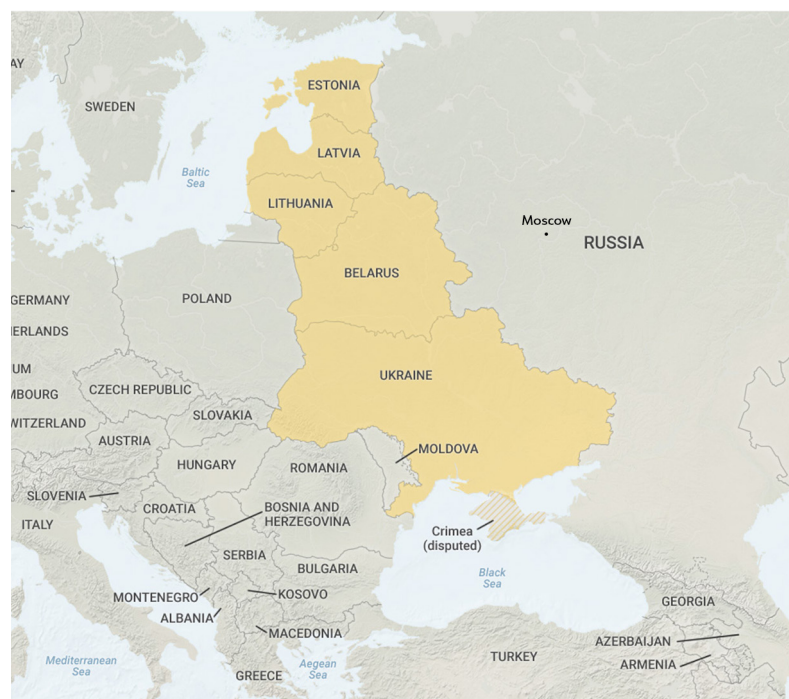 AY
SWEDEN
ESTONIA
LATVIA
Baltic
Sea
LITHUANIA
Moscow
RUSSIA
BELARUS
GERMANY
POLAND
ERLANDS
UKRAINE
UM
MBOURG
CZECH REPUBLIC
SLOVAKIA
WITZERLAND
AUSTRIA
MOLDOVA
HUNGARY
ROMANIA
SLOVENIA
CROATIA
BOSNIA AND
HERZEGOVINA
ITALY
Crimea
(disputed)
SERBIA
BULGARIA
Black
Sea
MONTENEGRO
KOSOVO
GEORGIA
ALBANIA
MACEDONIA
AZERBAIJAN
ARMENIA
Mediterranean
Sea
GREECE
Aegean
Sea
TURKEY